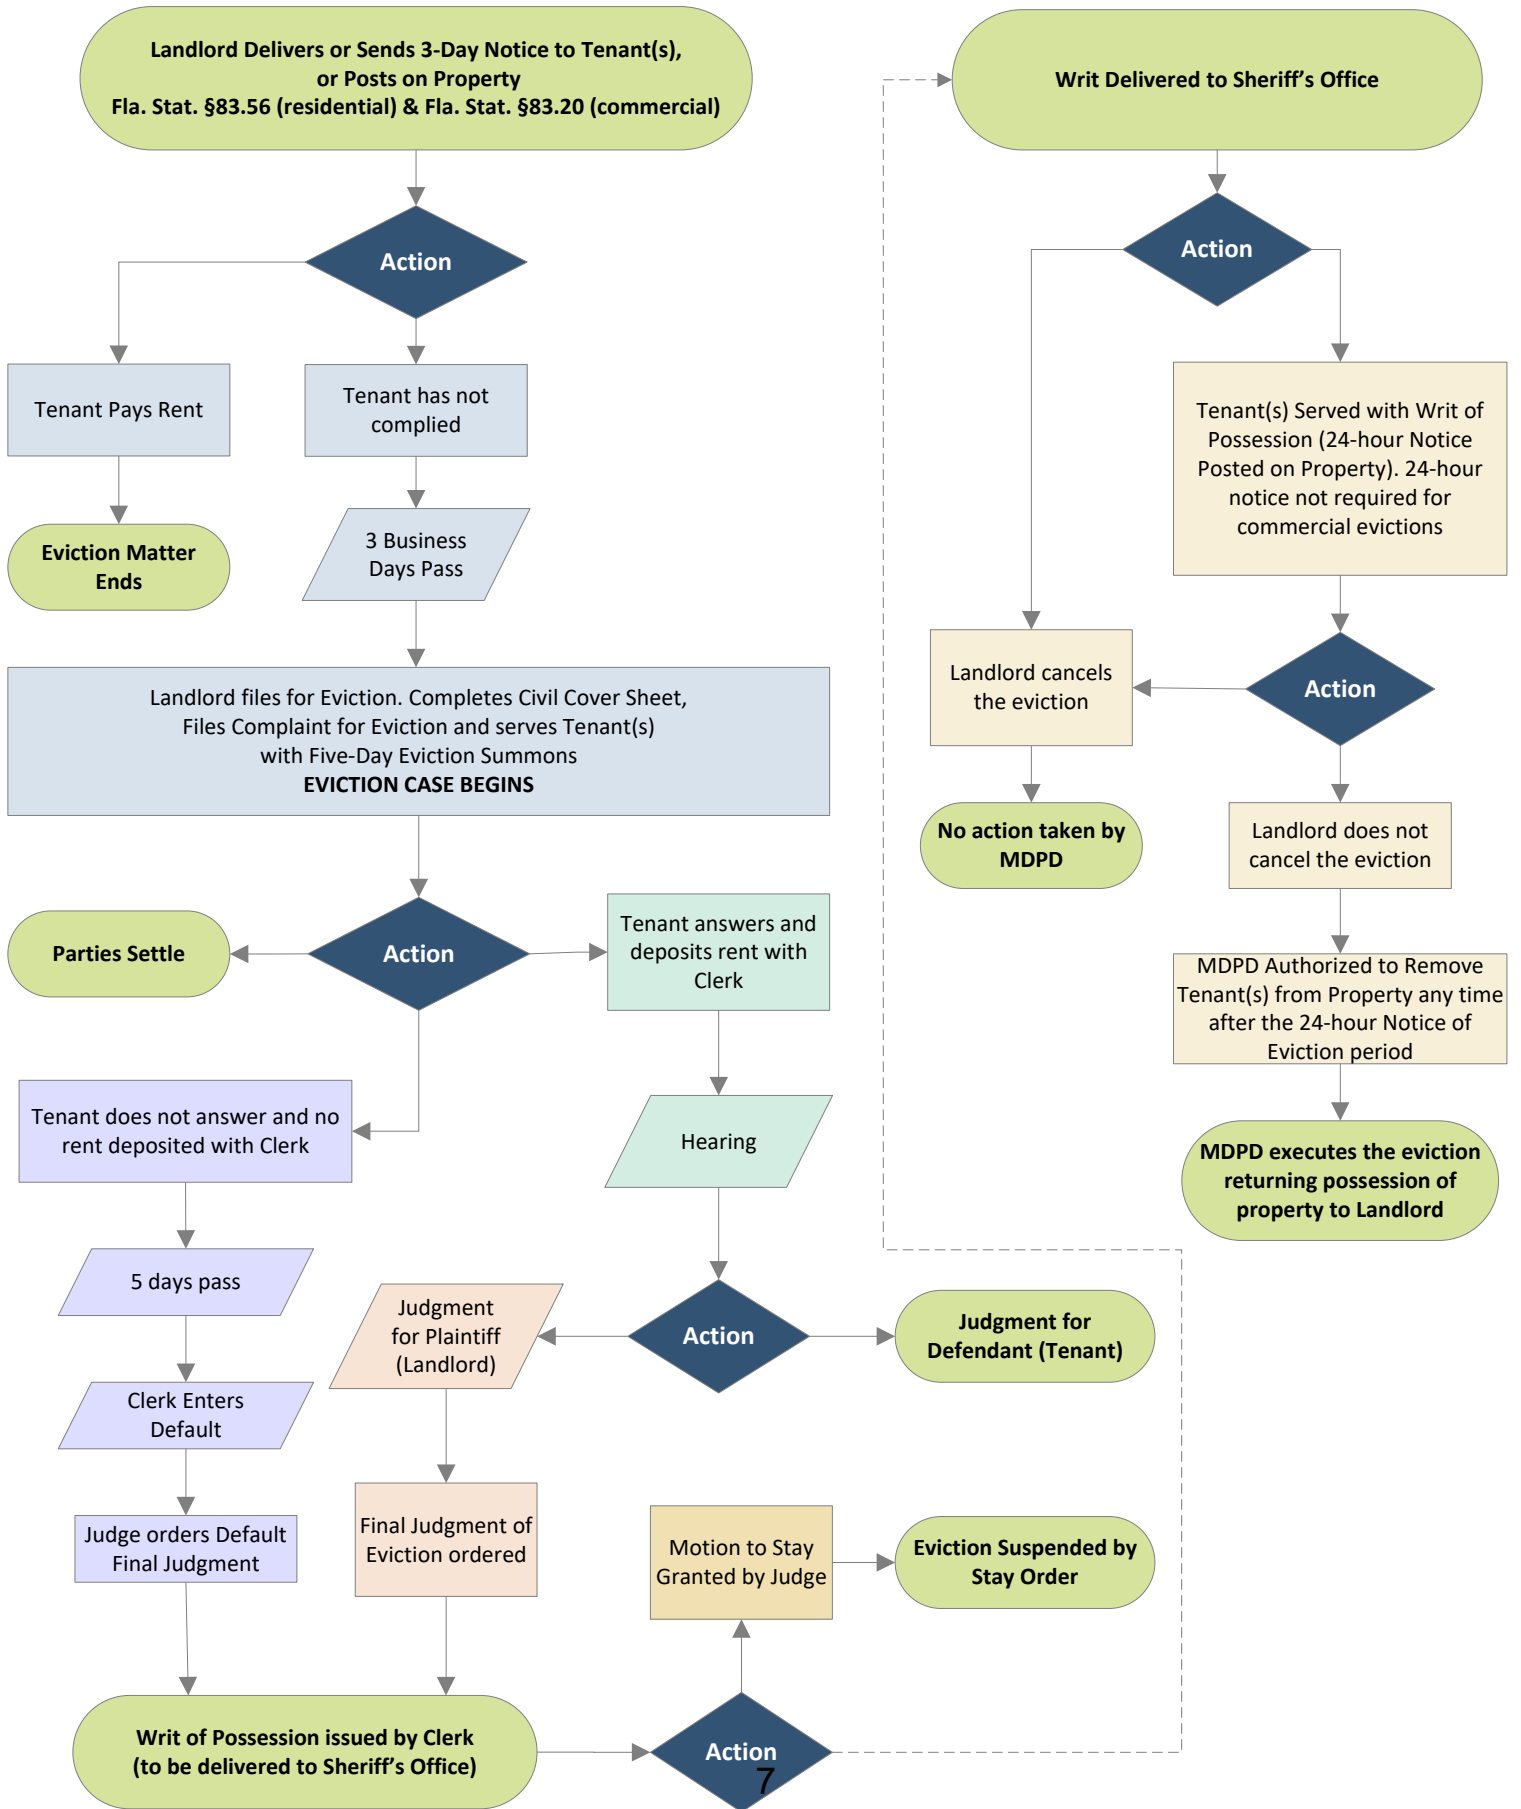 Landlord Delivers or Sends 3-Day Notice to Tenant(s),
or Posts on Property
Fla. Stat. §83.56 (residential) & Fla. Stat. §83.20 (commercial)
Action
Tenant Pays Rent
Eviction Matter
Ends
Tenant has not
complied
3 Business
Days Pass
Landlord files for Eviction. Completes Civil Cover Sheet,
Files Complaint for Eviction and serves Tenant(s)
with Five-Day Eviction Summons
EVICTION CASE BEGINS
Action
Parties Settle
Tenant answers and
deposits rent with
Clerk
Tenant does not answer and no
rent deposited with Clerk
Hearing
5 days pass
Clerk Enters
Default
Judge orders Default
Final Judgment
Action
Judgment
for Plaintiff
(Landlord)
Judgment for
Defendant (Tenant)
Final Judgment of
Eviction ordered
Writ of Possession issued by Clerk
(to be delivered to Sheriff’s Office)
Action
Motion to Stay
Granted by Judge
Eviction Suspended by
Stay Order
Writ Delivered to Sheriff’s Office
Action
Tenant(s) Served with Writ of
Possession (24-hour Notice
Posted on Property). 24-hour
notice not required for
commercial evictions
Action
Landlord cancels
the eviction
No action taken by
MDPD
Landlord does not
cancel the eviction
MDPD Authorized to Remove
Tenant(s) from Property any time
after the 24-hour Notice of
Eviction period
MDPD executes the eviction
returning possession of
property to Landlord
7